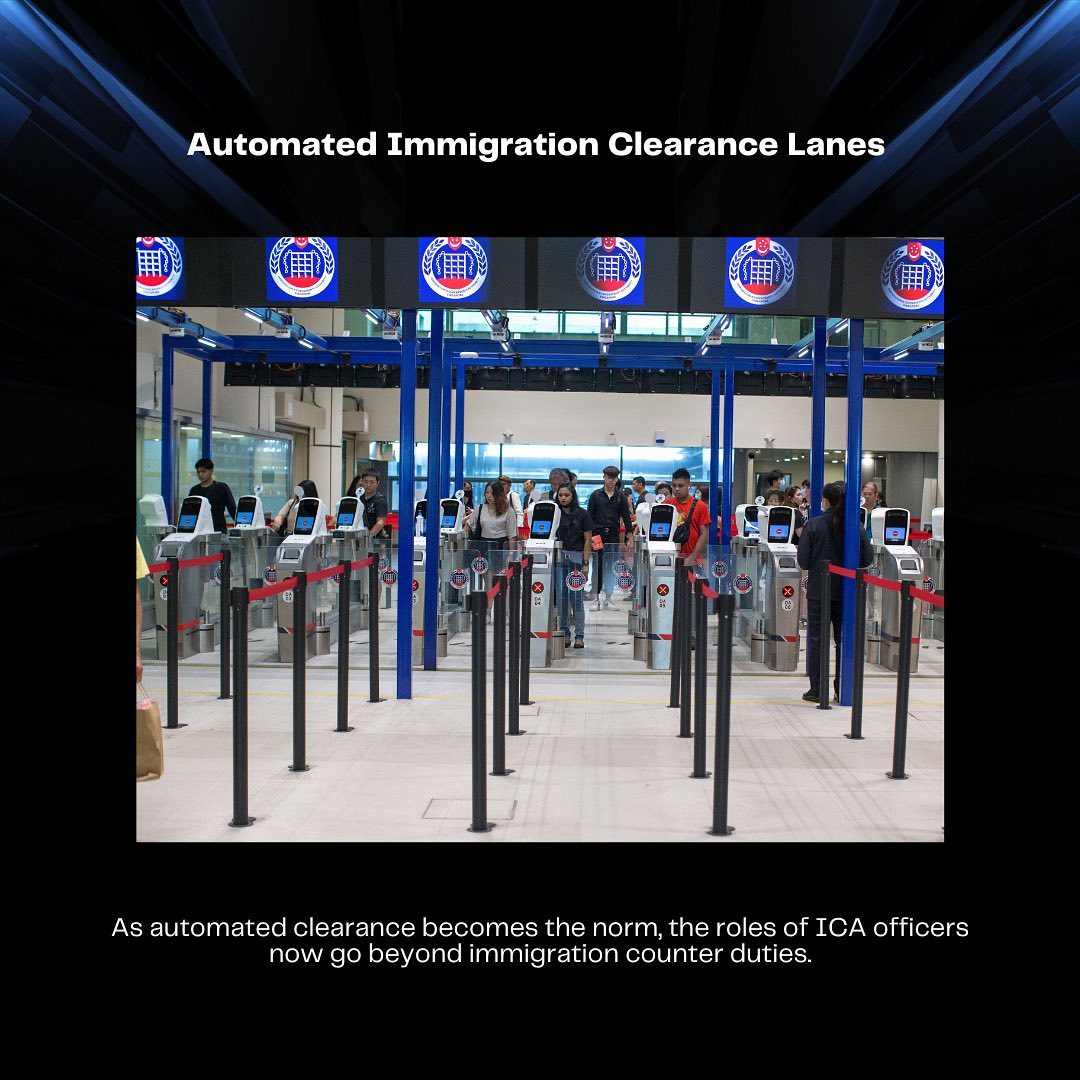 Automated Immigration Clearance Lanes
As automated clearance becomes the norm, the roles of ICA officers
now go beyond immigration counter duties.